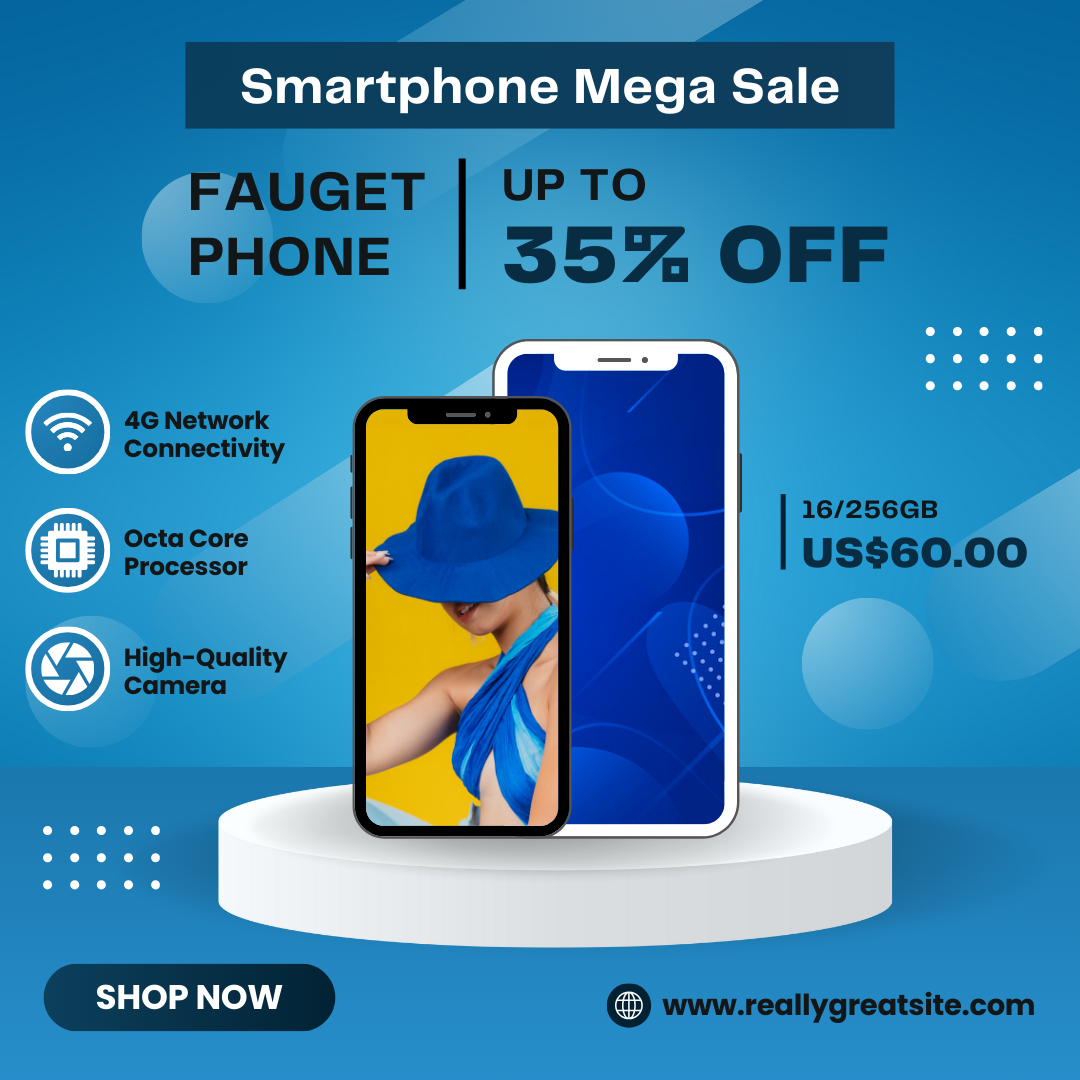 Smartphone Mega Sale
FAUGET
PHONE
UP TO
35% OFF
4G Network
Connectivity
Octa Core
Processor
High-Quality
Camera
16/256GB
US$60.00
SHOP NOW
www.reallygreatsite.com